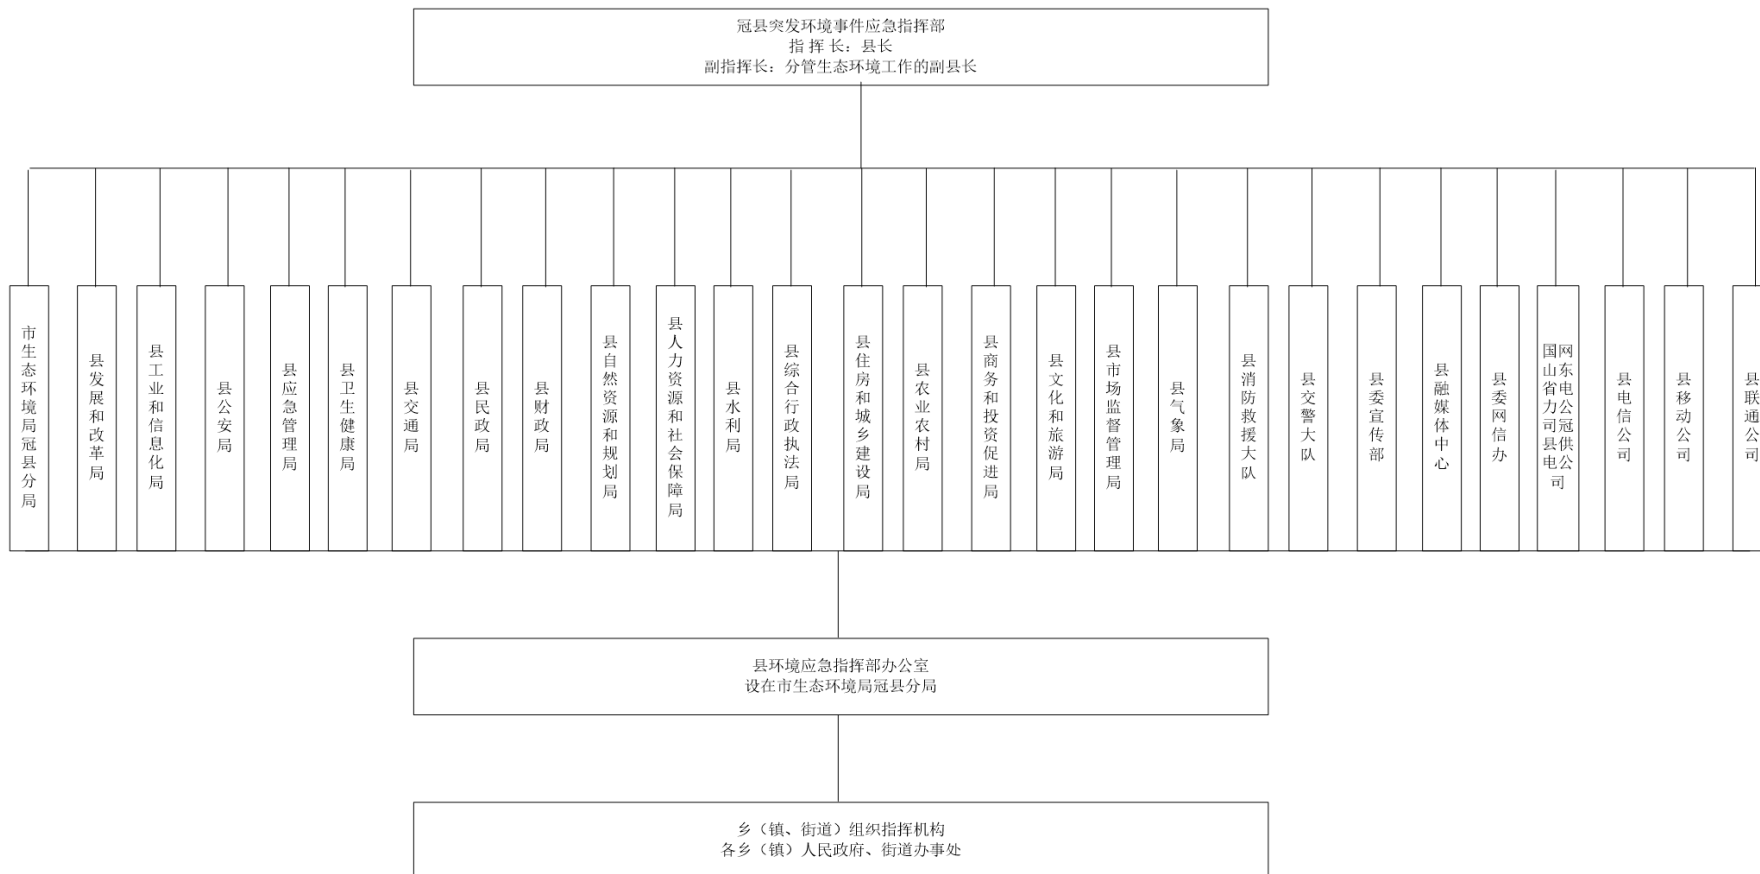 冠县突发环境事件应急指挥部
指 挥 长：县长
副指挥长：分管生态环境工作的副县长
市生态环境局冠县分局
县发展和改革局
县工业和信息化局
县公安局
县应急管理局
县卫生健康局
县交通局
县民政局
县财政局
县自然资源和规划局
县人力资源和社会保障局
县水利局
县综合行政执法局
县住房和城乡建设局
县农业农村局
县商务和投资促进局
县文化和旅游局
县市场监督管理局
县气象局
县消防救援大队
县交警大队
县委宣传部
县融媒体中心
县委网信办
国网山东省电力公司冠县供电公司
县电信公司
县移动公司
县联通公司
县环境应急指挥部办公室
设在市生态环境局冠县分局
乡（镇、街道）组织指挥机构
各乡（镇）人民政府、街道办事处